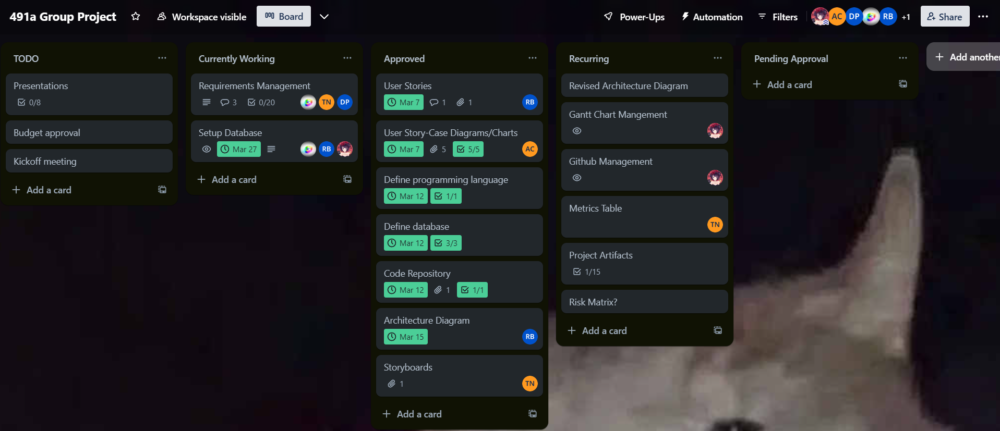 491a Group Project
Workspace visible
Board
Power-Ups
Automation
Filters
AC
DP
RB
+1
Share
TODO
Presentations
0/8
Budget approval
Kickoff meeting
Add a card
Currently Working
Requirements Management
3
0/20
TN
DP
Setup Database
Mar 27
RB
Add a card
Approved
User Stories
Mar 7
1
1
RB
User Story-Case Diagrams/Charts
Mar 7
5
5/5
AC
Define programming language
Mar 12
1/1
Define database
Mar 12
3/3
Code Repository
Mar 12
1
1/1
Architecture Diagram
Mar 15
RB
Storyboards
1
TN
Add a card
Recurring
Revised Architecture Diagram
Gantt Chart Mangement
Github Management
Metrics Table
TN
Project Artifacts
1/15
Risk Matrix?
Add a card
Pending Approval
Add a card
Add another